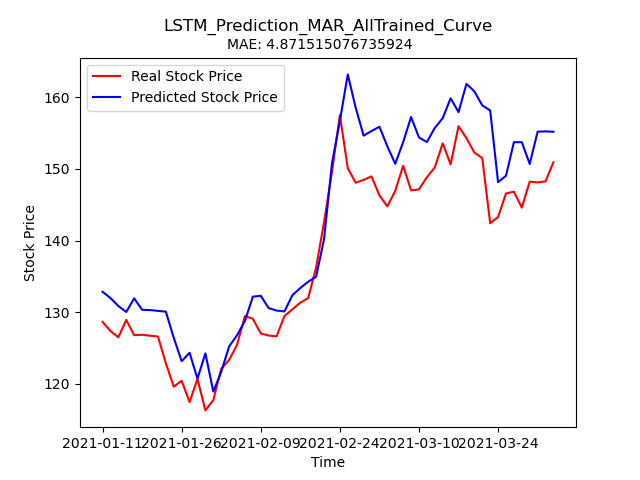 LSTM_Prediction_MAR_AllTrained_Curve
MAE: 4.871515076735924
Real Stock Price
Predicted Stock Price
160
150
140
130
120
Stock Price
2021-01-11 2021-01-26 2021-02-09 2021-02-24 2021-03-10 2021-03-24
Time